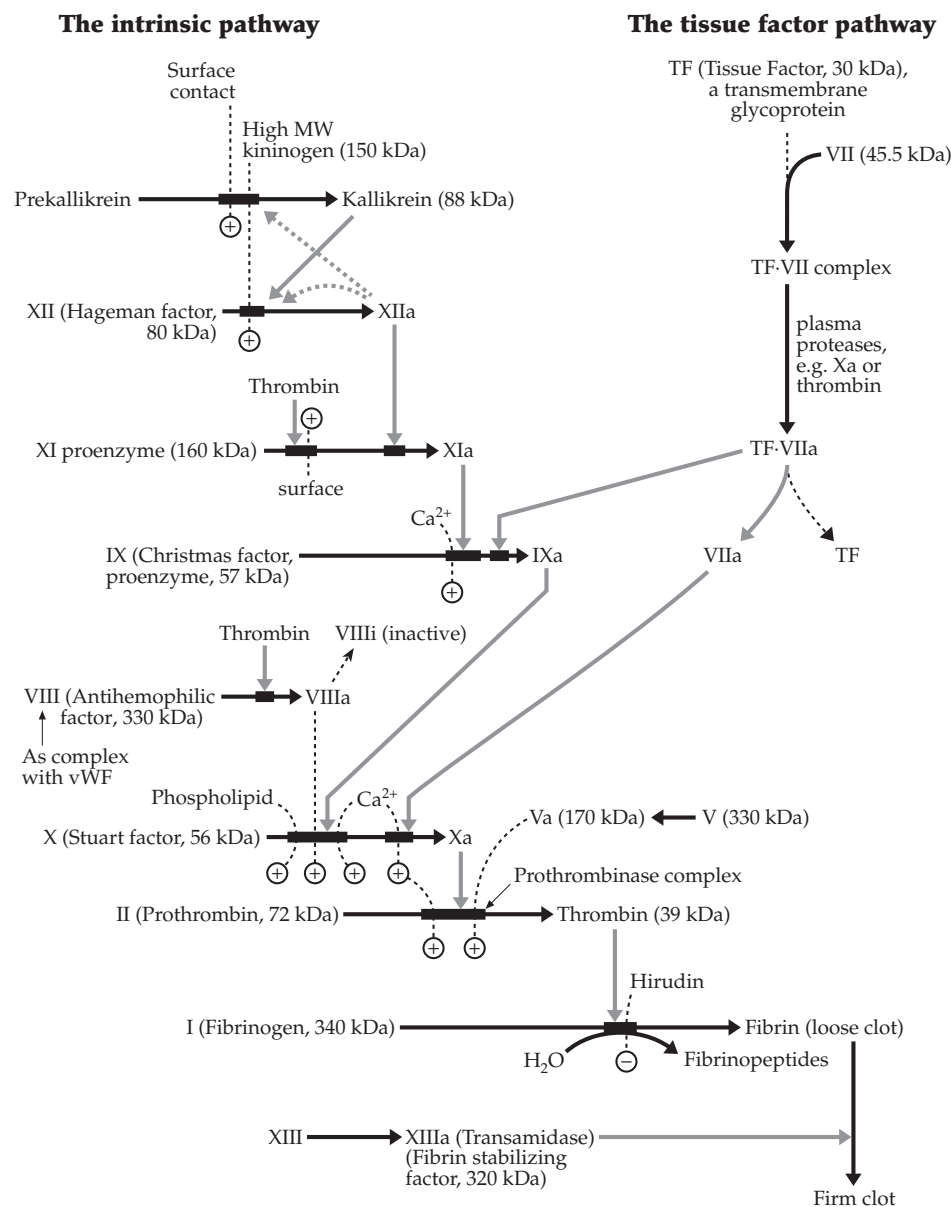 The intrinsic pathway
The tissue factor pathway
Surface
contact
TF (Tissue Factor, 30 kDa),
a transmembrane
glycoprotein
High MW
kininogen (150 kDa)
VII (45.5 kDa)
Prekallikrein
Kallikrein (88 kDa)
+
TF·VII complex
XII (Hageman factor,
80 kDa)
XIIa
+
plasma
proteases,
e.g. Xa or
thrombin
Thrombin
+
XI proenzyme (160 kDa)
XIa
TF·VIIa
surface
Ca2+
IX (Christmas factor,
proenzyme, 57 kDa)
IXa
VIIa
TF
+
Thrombin
VIIIi (inactive)
VIII (Antihemophilic
factor, 330 kDa)
VIIIa
As complex
with vWF
Phospholipid
Ca2+
Va (170 kDa)
V (330 kDa)
X (Stuart factor, 56 kDa)
Xa
+ + + +
Prothrombinase complex
II (Prothrombin, 72 kDa)
Thrombin (39 kDa)
+ +
Hirudin
I (Fibrinogen, 340 kDa)
Fibrin (loose clot)
H2O
−
Fibrinopeptides
XIII
XIIIa (Transamidase)
(Fibrin stabilizing
factor, 320 kDa)
Firm clot